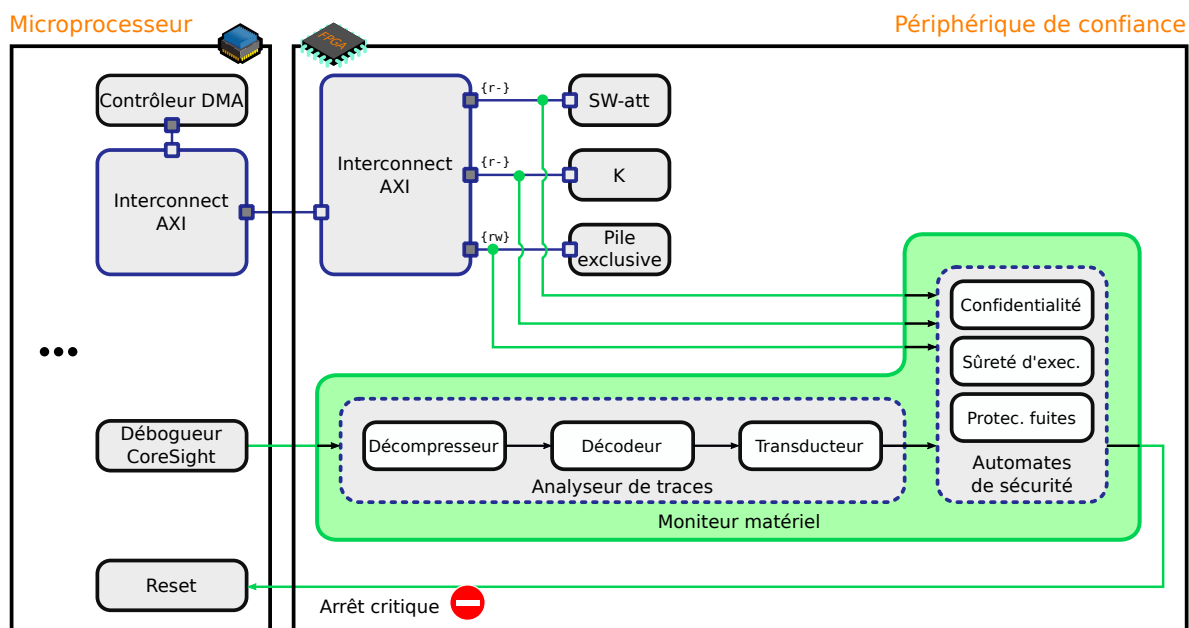 Microprocesseur
Périphérique de confiance
FPGA
Contrôleur DMA
Interconnect
AXI
Interconnect
AXI
{r-}
SW-att
{r-}
K
{rw}
Pile
exclusive
Confidentialité
Sûreté d'exec.
Protec. fuites
Automates
de sécurité
Débogueur
CoreSight
Décompresseur
Décodeur
Transducteur
Analyseur de traces
Moniteur matériel
Reset
Arrêt critique